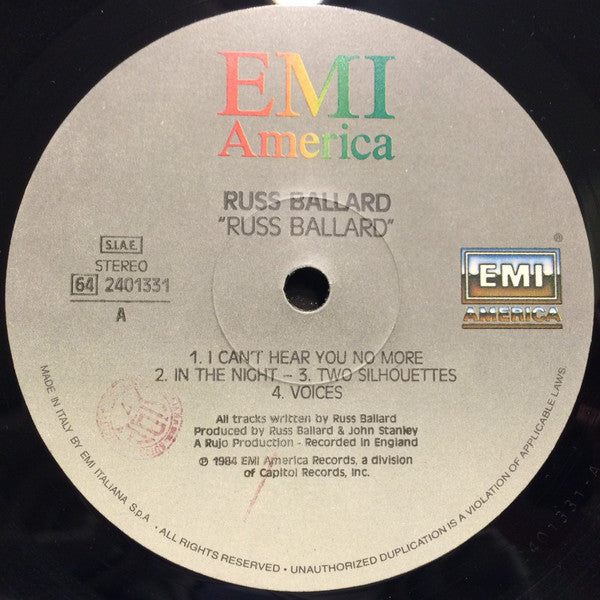 EMI
America
RUSS BALLARD
"RUSS BALLARD"
S.I.A.E.
STEREO
64 2401331
A
®
EMI
AMERICA
1. I CAN'T HEAR YOU NO MORE
2. IN THE NIGHT – 3. TWO SILHOUETTES
4. VOICES
All tracks written by Russ Ballard
Produced by Russ Ballard & John Stanley
A Rujo Production - Recorded in England
℗ 1984 EMI America Records, a division
of Capitol Records, Inc.
MADE IN ITALY BY EMI ITALIANA S.p.A. · ALL RIGHTS RESERVED · UNAUTHORIZED DUPLICATION IS A VIOLATION OF APPLICABLE LAWS.